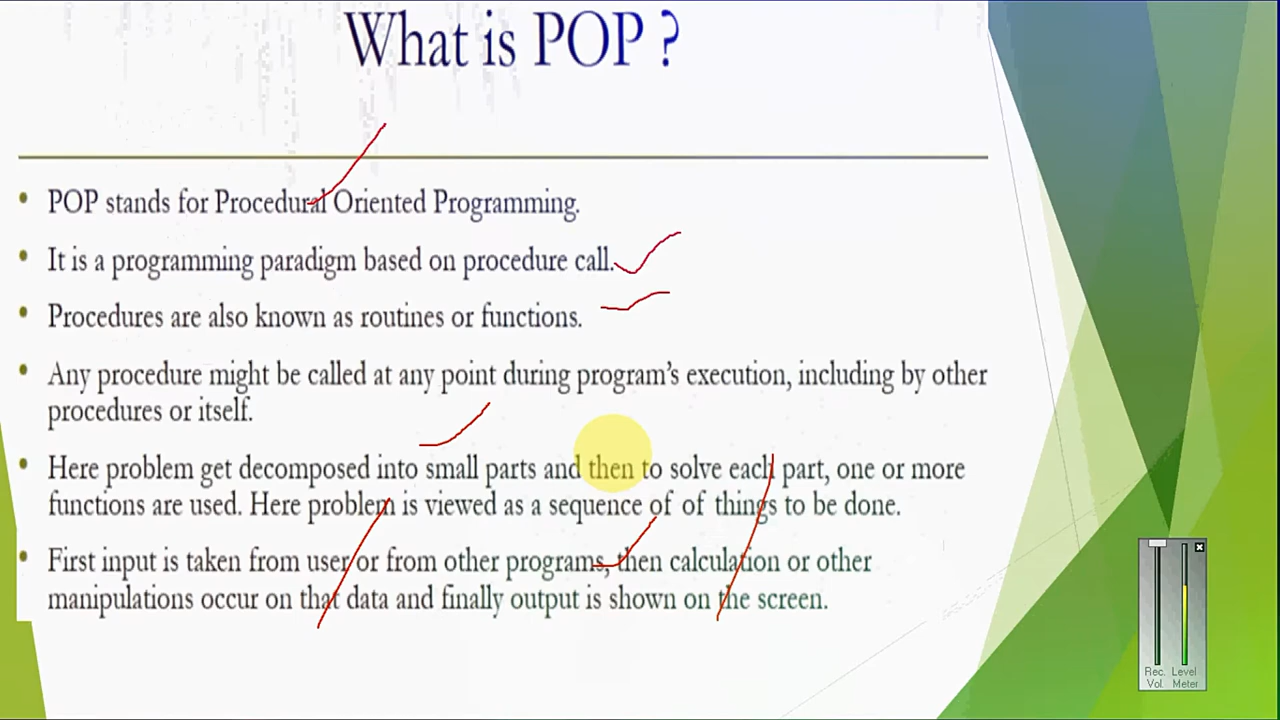 What is POP ?
• POP stands for Procedural Oriented Programming.
• It is a programming paradigm based on procedure call.
• Procedures are also known as routines or functions.
• Any procedure might be called at any point during program's execution, including by other
procedures or itself.
• Here problem get decomposed into small parts and then to solve each part, one or more
functions are used. Here problem is viewed as a sequence of of things to be done.
• First input is taken from user or from other programs, then calculation or other
manipulations occur on that data and finally output is shown on the screen.
Rec. Level
Vol. Meter